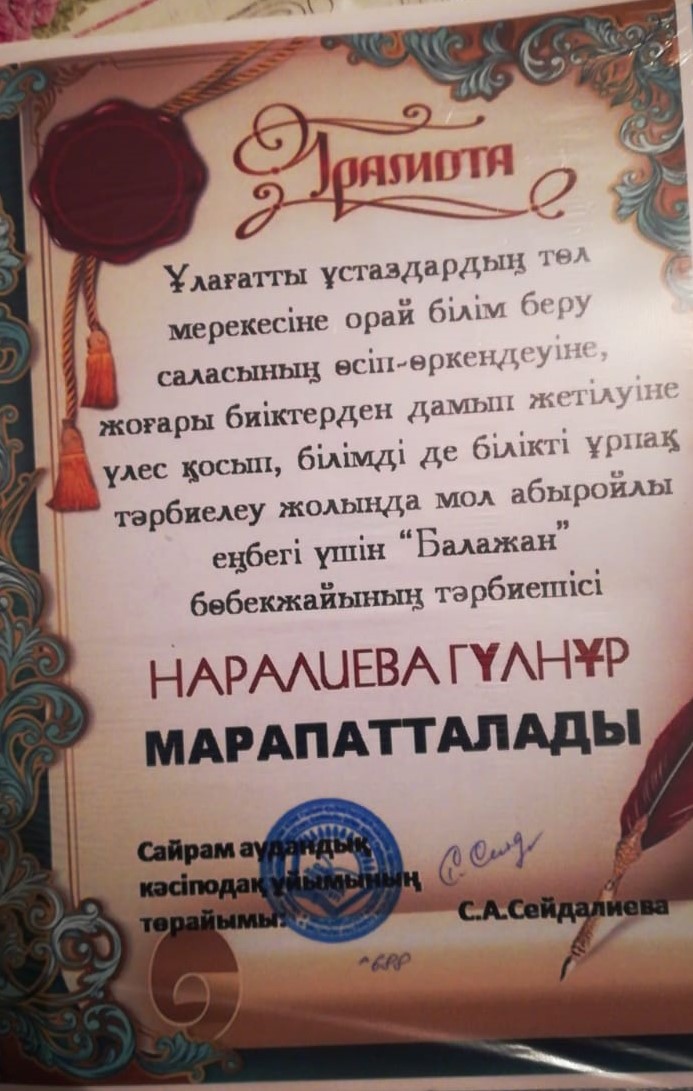 Грамота
Ұлағатты ұстаздардың төл
мерекесіне орай білім беру
саласының өсіп-өркендеуіне,
жоғары биіктерден дамып жетілуіне
үлес қосып, білімді де білікті ұрпақ
тәрбиелеу жолында мол абыройлы
еңбегі үшін “Балажан”
бөбекжайының тәрбиешісі
НАРАЛИЕВА ГҮЛНҰР
МАРАПАТТАЛАДЫ
Сайрам аудандық
кәсіподақ ұйымының
төрайымы:
С.А.Сейдалиева